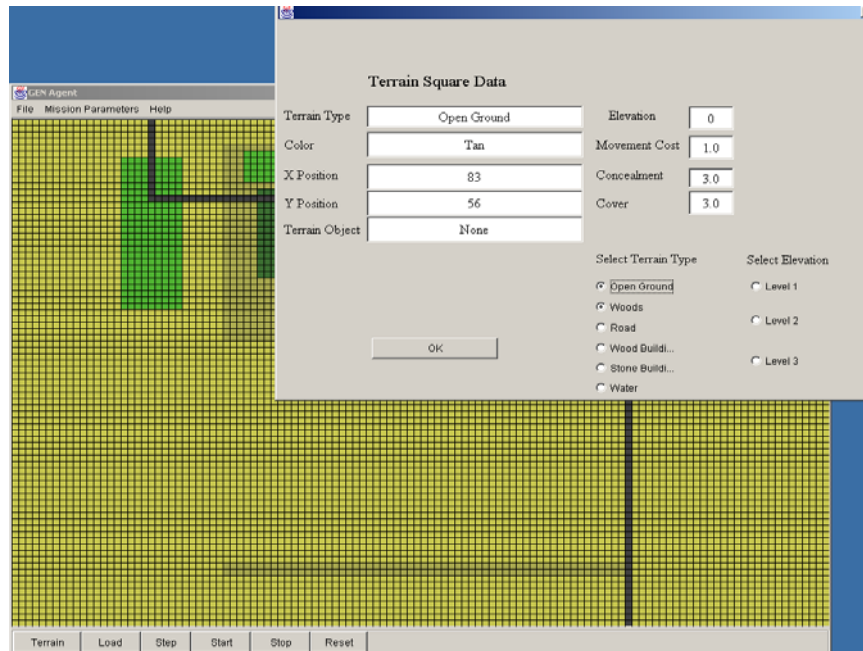 GEN Agent
File Mission Parameters Help
Terrain Square Data
Terrain Type Open Ground Elevation 0
Color Tan Movement Cost 1.0
X Position 83 Concealment 3.0
Y Position 56 Cover 3.0
Terrain Object None
Select Terrain Type Select Elevation
Open Ground Level 1
Woods
Road Level 2
Wood Buildi...
OK
Stone Buildi... Level 3
Water
Terrain Load Step Start Stop Reset